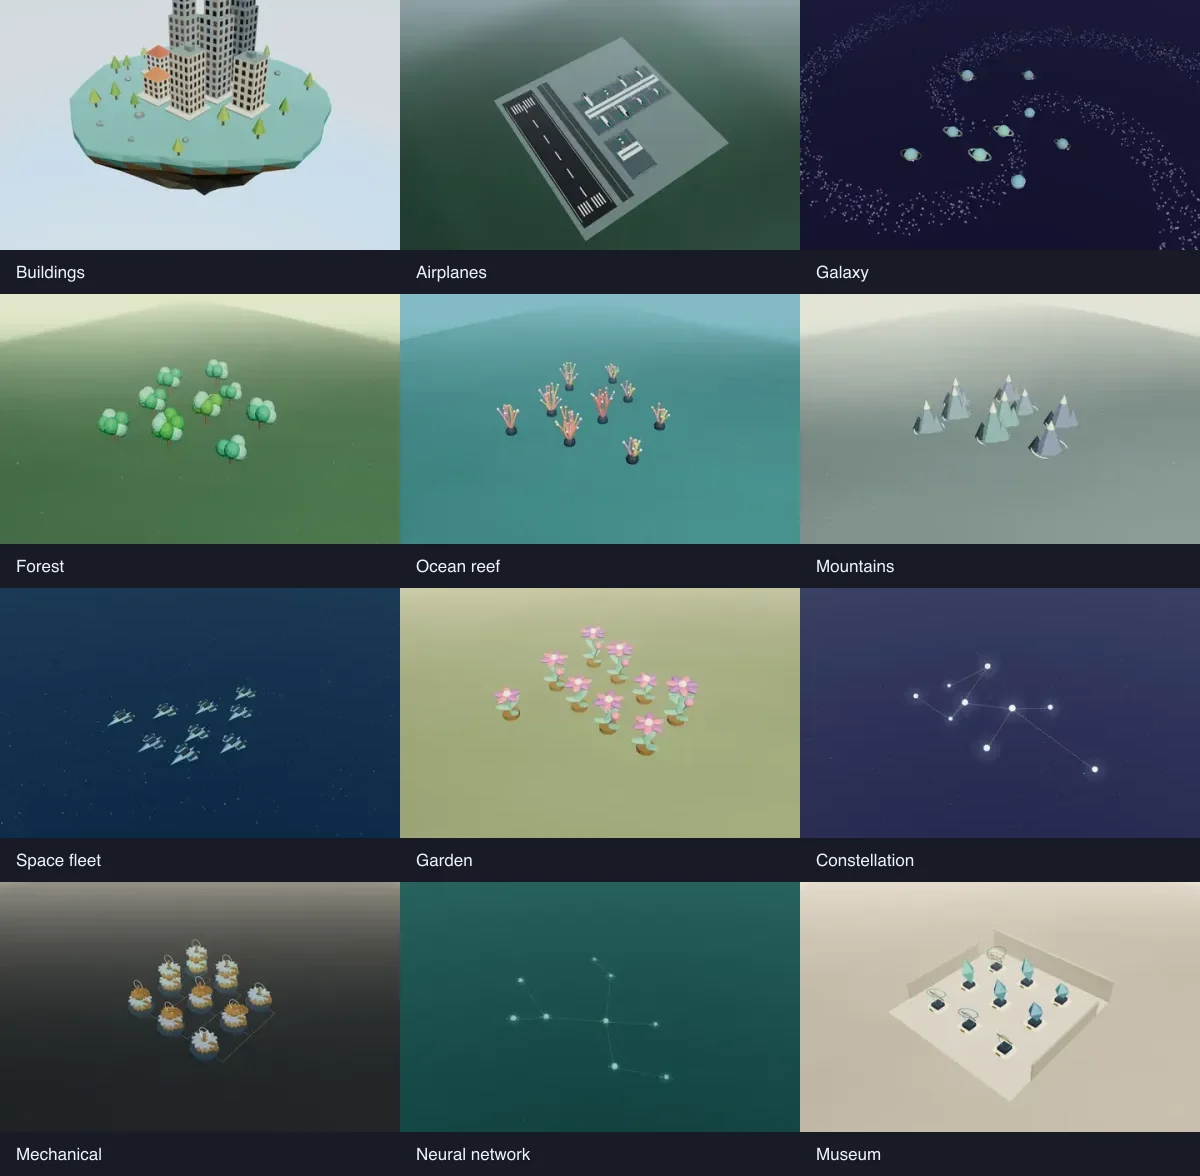 Buildings
Airplanes
Galaxy
Forest
Ocean reef
Mountains
Space fleet
Garden
Constellation
Mechanical
Neural network
Museum